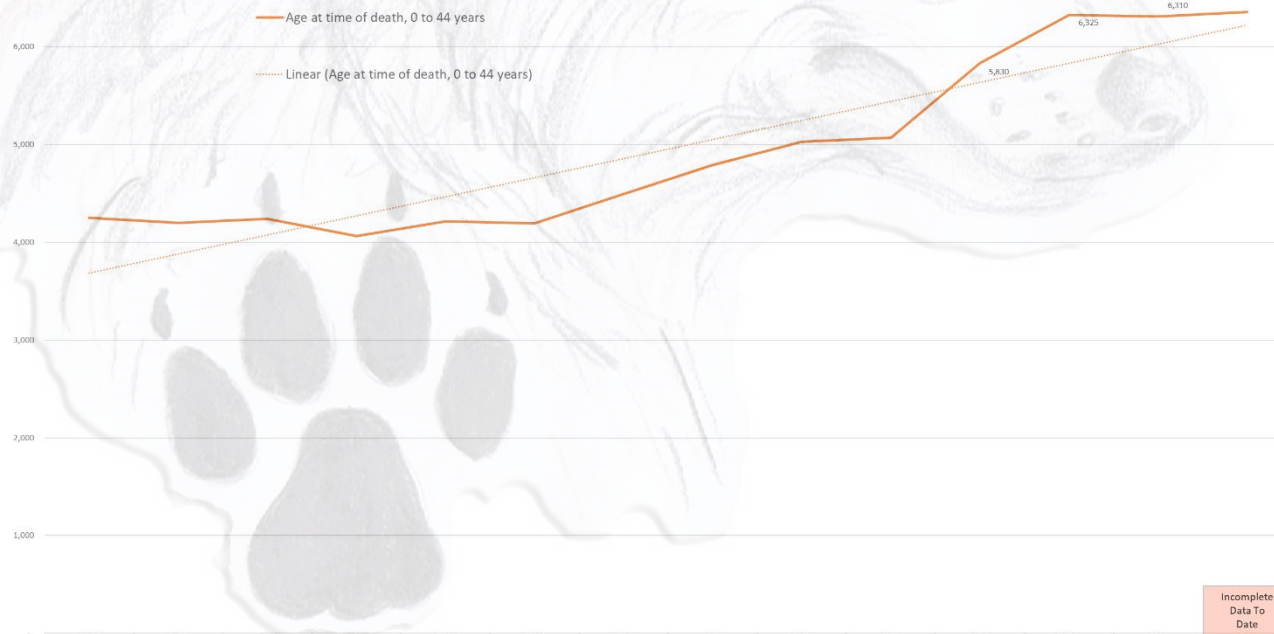 Age at time of death, 0 to 44 years
6,310
6,325
6,000
Linear (Age at time of death, 0 to 44 years)
5,830
5,000
4,000
3,000
2,000
1,000
Incomplete
Data To
Date